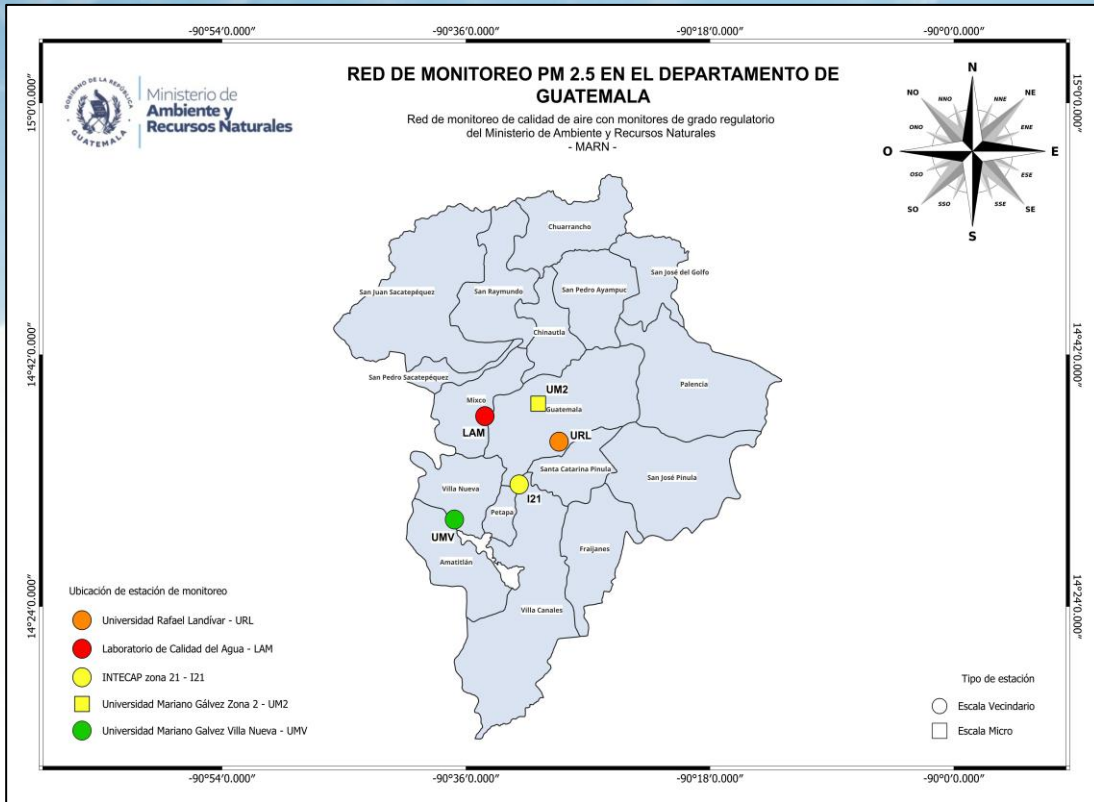 -90°54'0.000"
-90°36'0.000"
-90°18'0.000"
-90°0'0.000"
15°0'0.000"
15°0'0.000"
GOBIERNO DE LA REPÚBLICA
GUATEMALA
Ministerio de
Ambiente y
Recursos Naturales
RED DE MONITOREO PM 2.5 EN EL DEPARTAMENTO DE
GUATEMALA
Red de monitoreo de calidad de aire con monitores de grado regulatorio
del Ministerio de Ambiente y Recursos Naturales
- MARN -
N
NO
NNO
NNE
NE
ONO
ENE
O
E
OSO
ESE
SO
SSO
SSE
SE
S
Chuarrancho
San José del Golfo
San Juan Sacatepéquez
San Raymundo
San Pedro Ayampuc
Chinautla
14°42'0.000"
14°42'0.000"
San Pedro Sacatepéquez
Palencia
UM2
Mixco
Guatemala
LAM
URL
Santa Catarina Pinula
San José Pinula
Villa Nueva
I21
Petapa
UMV
Fraijanes
Amatitlán
Villa Canales
14°24'0.000"
14°24'0.000"
Ubicación de estación de monitoreo
Universidad Rafael Landívar - URL
Laboratorio de Calidad del Agua - LAM
INTECAP zona 21 - I21
Universidad Mariano Gálvez Zona 2 - UM2
Universidad Mariano Galvez Villa Nueva - UMV
Tipo de estación
Escala Vecindario
Escala Micro
-90°54'0.000"
-90°36'0.000"
-90°18'0.000"
-90°0'0.000"